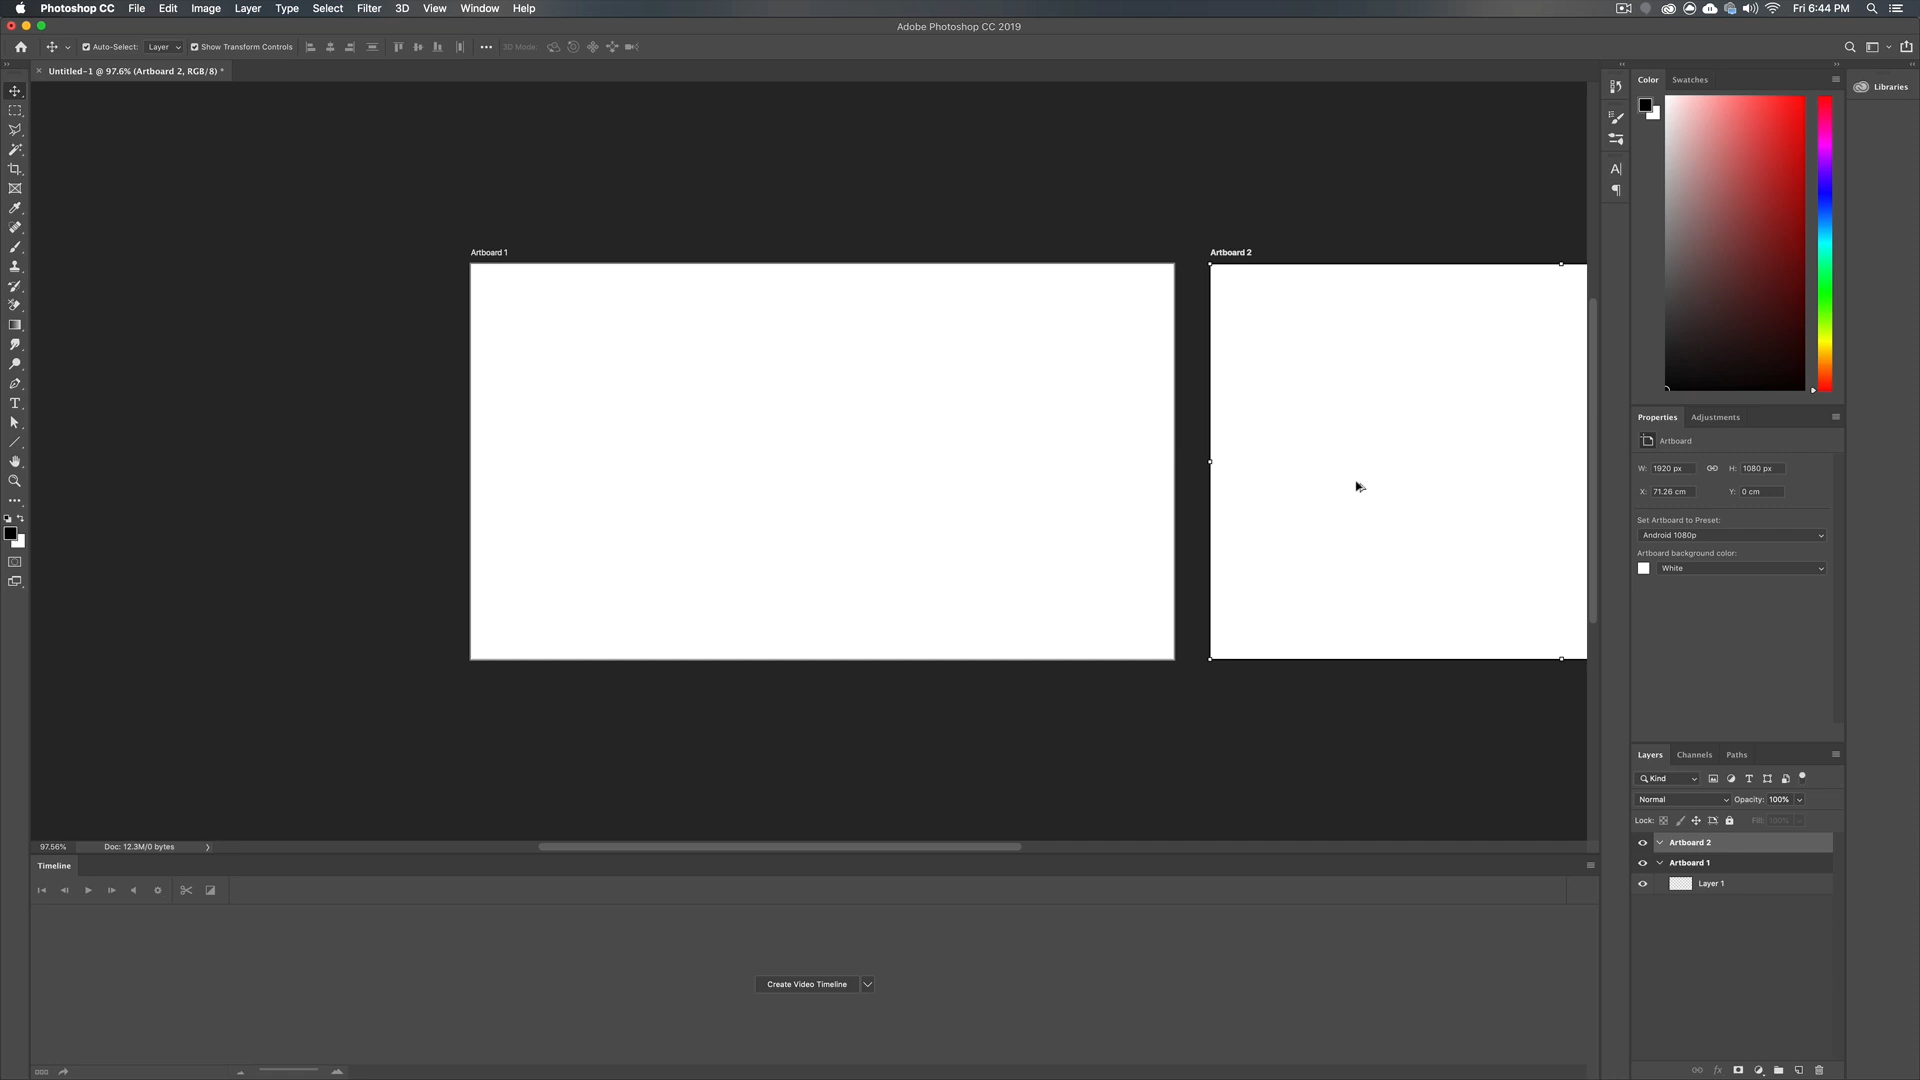 Photoshop CC File Edit Image Layer Type Select Filter 3D View Window Help Fri 6:44 PM
Adobe Photoshop CC 2019
Auto-Select: Layer Show Transform Controls 3D Mode:
Untitled-1 @ 97.6% (Artboard 2, RGB/8) *
Color Swatches
Libraries
Artboard 1 Artboard 2
Properties Adjustments
Artboard
W: 1920 px H: 1080 px
X: 71.26 cm Y: 0 cm
Set Artboard to Preset:
Android 1080p
Artboard background color:
White
Layers Channels Paths
Kind
Normal Opacity: 100%
Lock: Fill: 100%
Artboard 2
Artboard 1
Layer 1
97.56% Doc: 12.3M/0 bytes
Timeline
Create Video Timeline